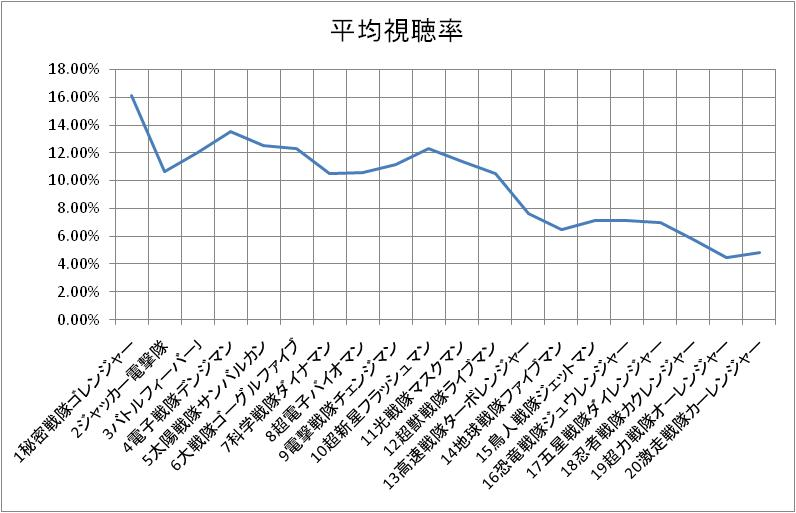 平均視聴率
18.00%
16.00%
14.00%
12.00%
10.00%
8.00%
6.00%
4.00%
2.00%
0.00%
1秘密戦隊ゴレンジャー
2ジャッカー電撃隊
3バトルフィーバーJ
4電子戦隊デンジマン
5太陽戦隊サンバルカン
6大戦隊ゴーグルファイブ
7科学戦隊ダイナマン
8超電子バイオマン
9電撃戦隊チェンジマン
10超新星フラッシュマン
11光戦隊マスクマン
12超獣戦隊ライブマン
13高速戦隊ターボレンジャー
14地球戦隊ファイブマン
15鳥人戦隊ジェットマン
16恐竜戦隊ジュウレンジャー
17五星戦隊ダイレンジャー
18忍者戦隊カクレンジャー
19超力戦隊オーレンジャー
20激走戦隊カーレンジャー